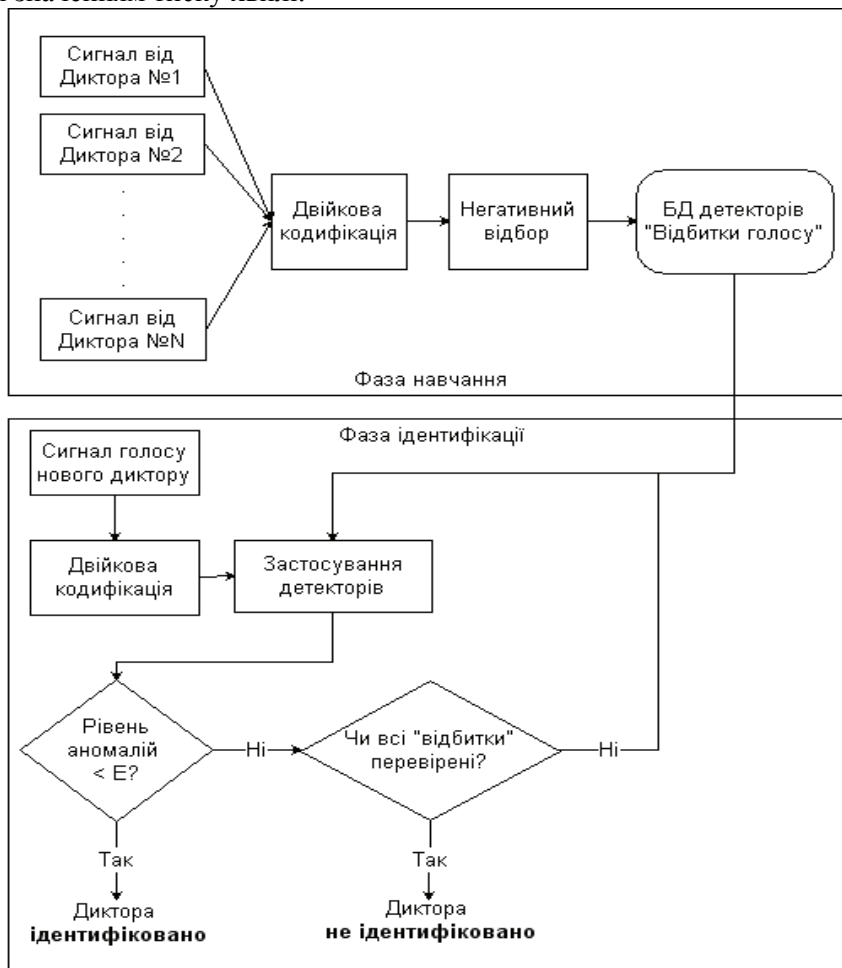 Сигнал від
Диктора №1
Сигнал від
Диктора №2
Двійкова
кодифікація
Негативний
відбор
БД детекторів
"Відбитки голосу"
Сигнал від
Диктора №N
Фаза навчання
Фаза ідентифікації
Сигнал голосу
нового диктору
Двійкова
кодифікація
Застосування
детекторів
Рівень
аномалій
< E?
Ні
Чи всі "відбитки"
перевірені?
Ні
Так
Диктора
ідентифіковано
Так
Диктора
не ідентифіковано